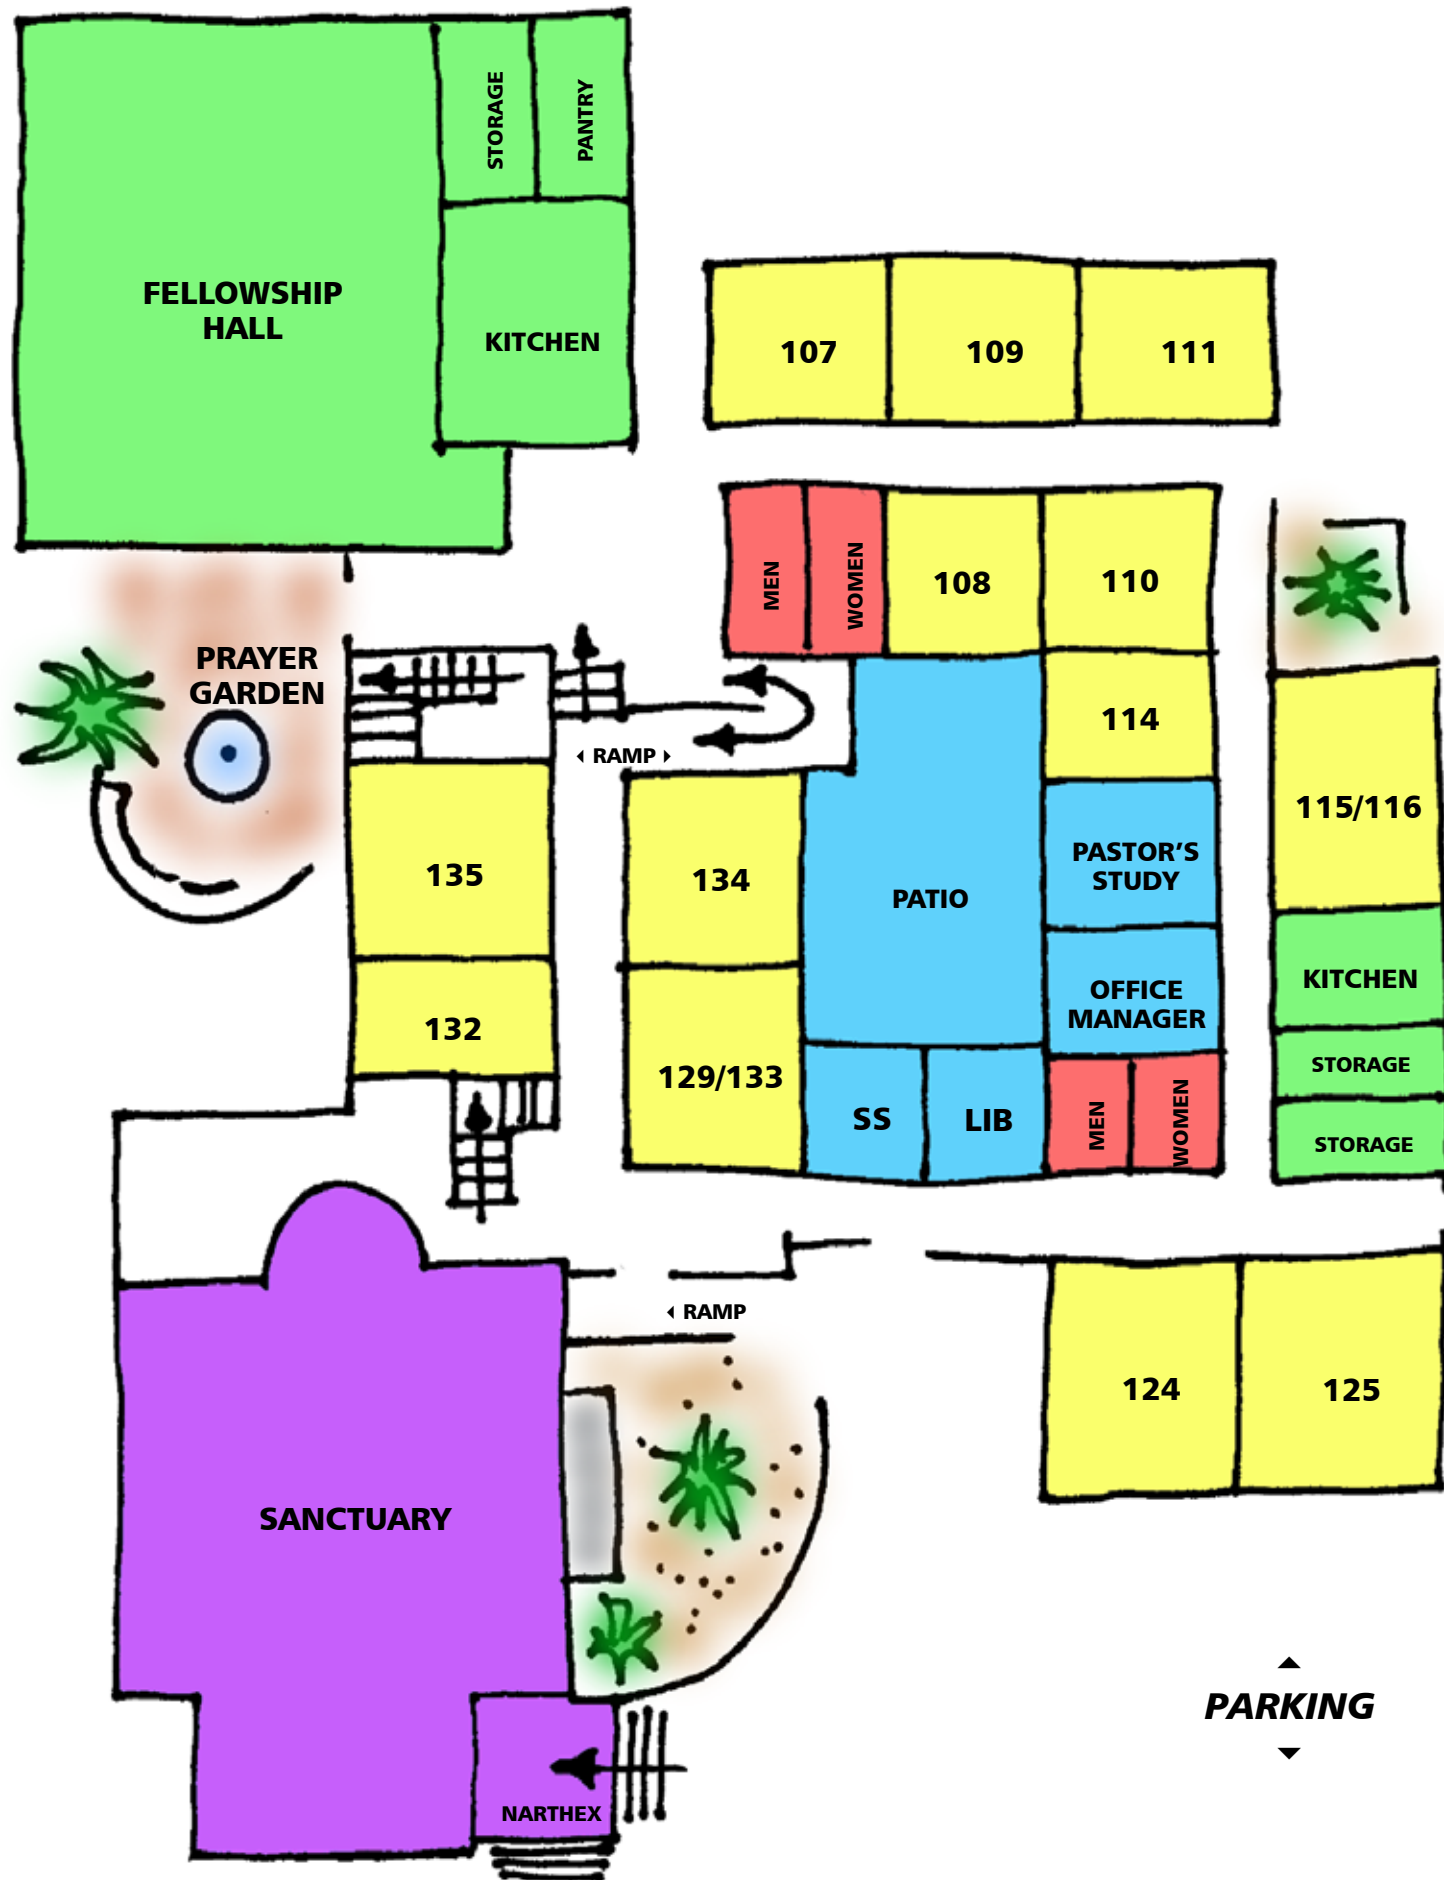 STORAGE
PANTRY
FELLOWSHIP
HALL
KITCHEN
107
109
111
MEN
WOMEN
108
110
PRAYER
GARDEN
114
RAMP
115/116
135
134
PATIO
PASTOR'S
STUDY
KITCHEN
OFFICE
MANAGER
132
129/133
STORAGE
SS
LIB
MEN
WOMEN
STORAGE
RAMP
124
125
SANCTUARY
PARKING
NARTHEX